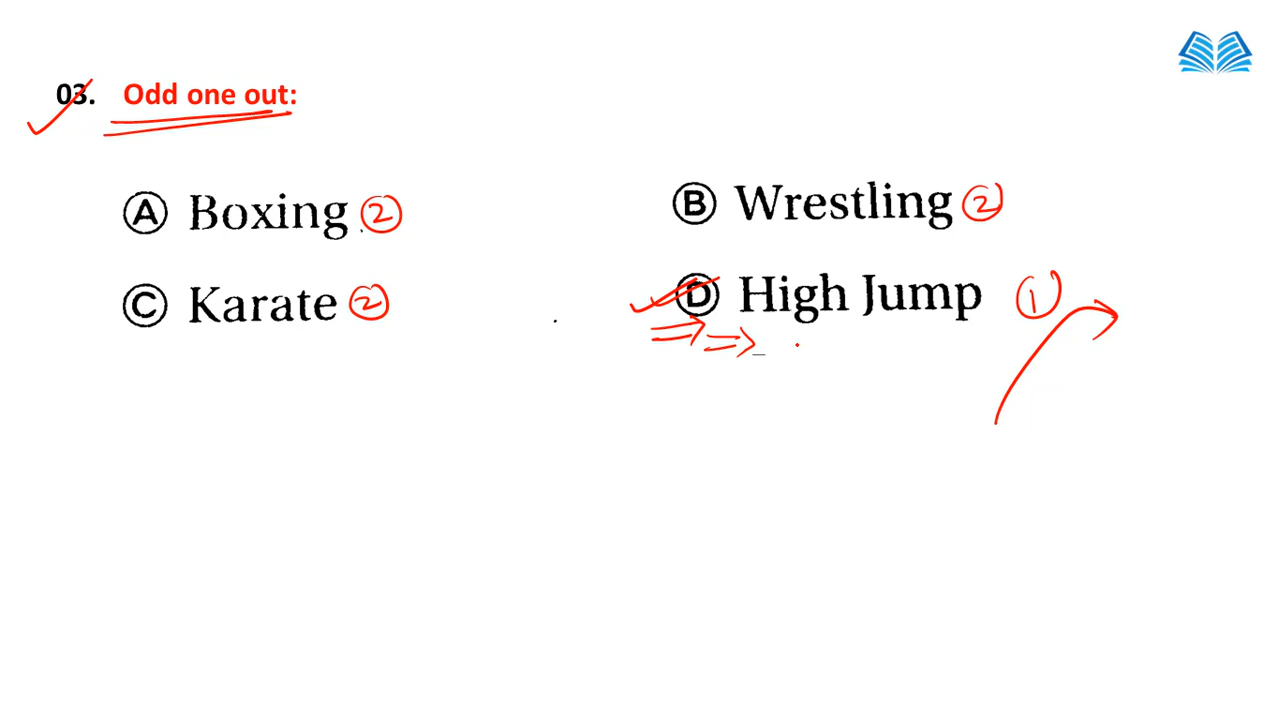 03. Odd one out:
Ⓐ Boxing ② Ⓑ Wrestling ②
Ⓒ Karate ② Ⓓ High Jump ①